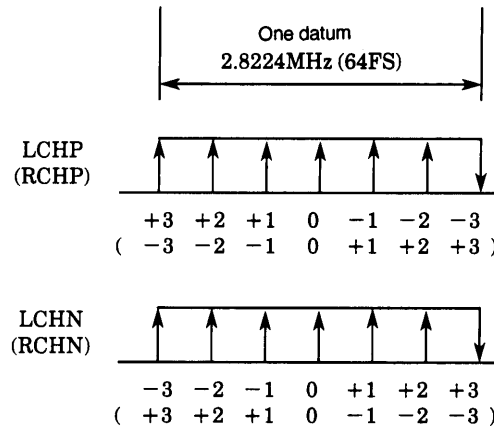 One datum
2.8224MHz (64FS)
LCHP
(RCHP)
+3 +2 +1 0 −1 −2 −3
( −3 −2 −1 0 +1 +2 +3 )
LCHN
(RCHN)
−3 −2 −1 0 +1 +2 +3
( +3 +2 +1 0 −1 −2 −3 )